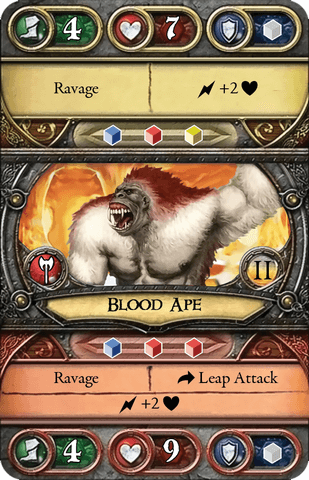 4 7
Ravage +2
II
BLOOD APE
Ravage Leap Attack
+2
4 9